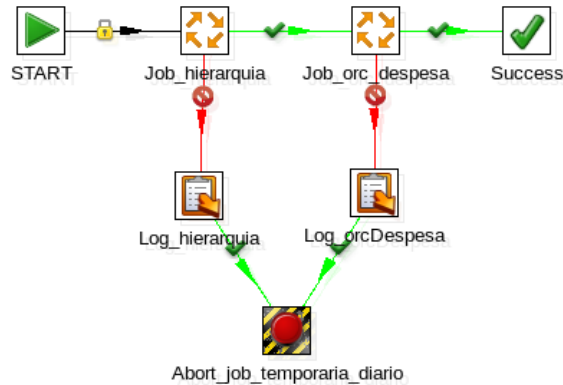 START
Job_hierarquia
Job_orc_despesa
Success
Log_hierarquia
Log_orcDespesa
Abort_job_temporaria_diario